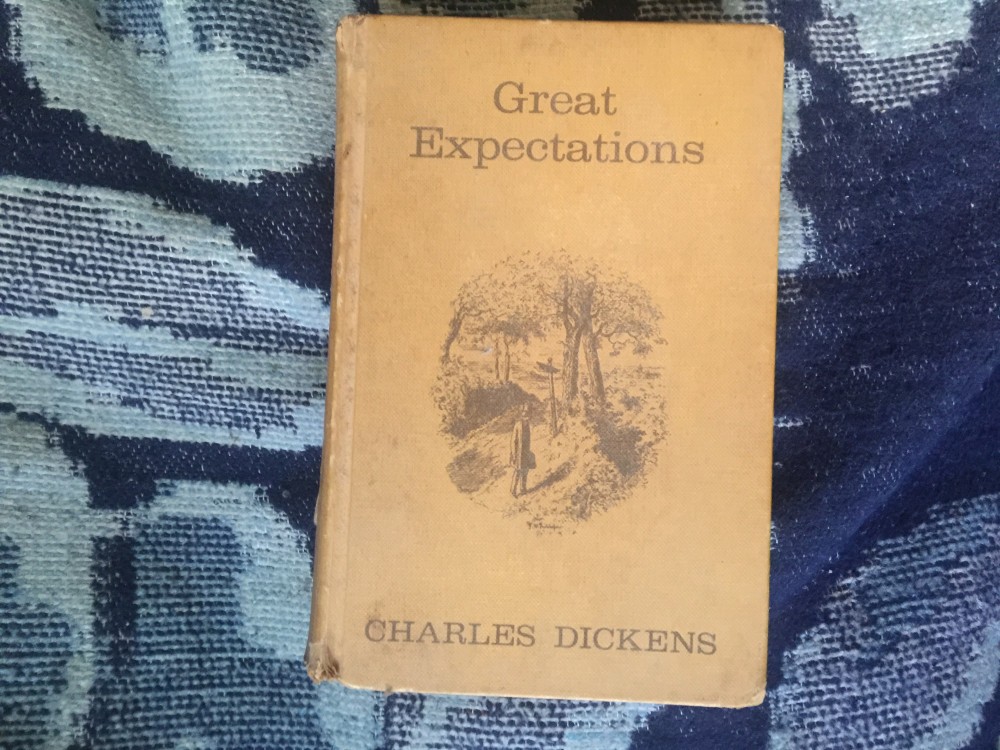 Great
Expectations
CHARLES DICKENS